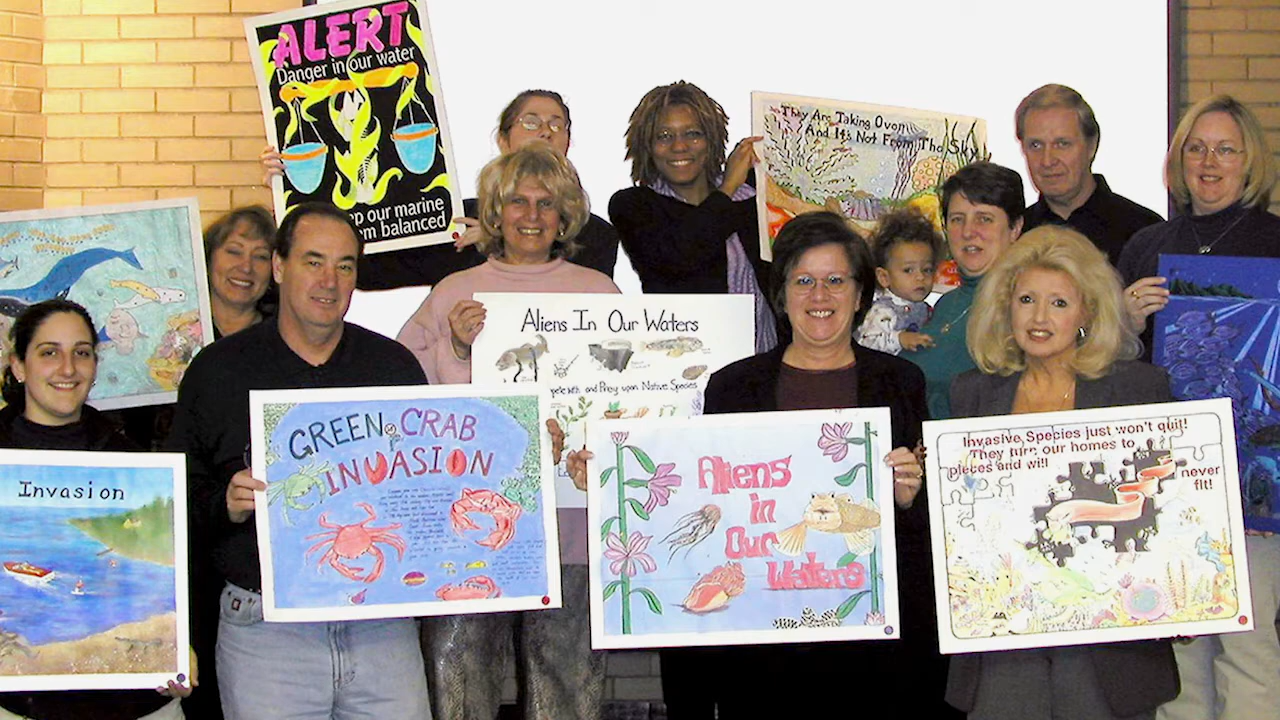 ALERT
Danger in our water
ep our marine
em balanced
They Are Taking Over
And It's Not From The Sky
Aliens In Our Waters
pete with and Prey upon Native Species
GREEN CRAB
INVASION
Invasion
Aliens
in
Our
Waters
Invasive Species just won't quit!
They turn our homes to
pieces and will never
fit!